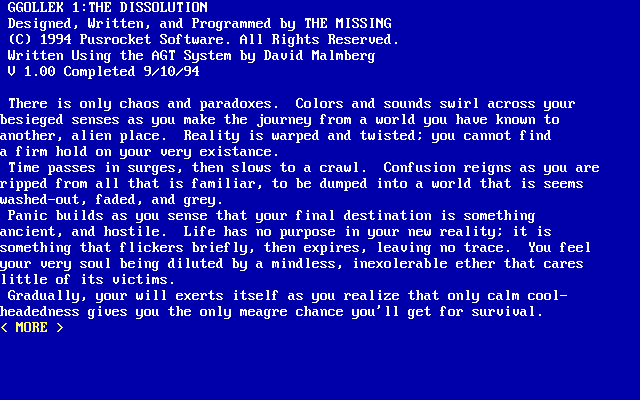 GGOLLEK 1:THE DISSOLUTION
Designed, Written, and Programmed by THE MISSING
(C) 1994 Pusrocket Software. All Rights Reserved.
Written Using the AGT System by David Malmberg
V 1.00 Completed 9/10/94
There is only chaos and paradoxes.  Colors and sounds swirl across your
besieged senses as you make the journey from a world you have known to
another, alien place.  Reality is warped and twisted; you cannot find
a firm hold on your very existance.
Time passes in surges, then slows to a crawl.  Confusion reigns as you are
ripped from all that is familiar, to be dumped into a world that is seems
washed-out, faded, and grey.
Panic builds as you sense that your final destination is something
ancient, and hostile.  Life has no purpose in your new reality; it is
something that flickers briefly, then expires, leaving no trace.  You feel
your very soul being diluted by a mindless, inexolerable ether that cares
little of its victims.
Gradually, your will exerts itself as you realize that only calm cool-
headedness gives you the only meagre chance you'll get for survival.
< MORE >